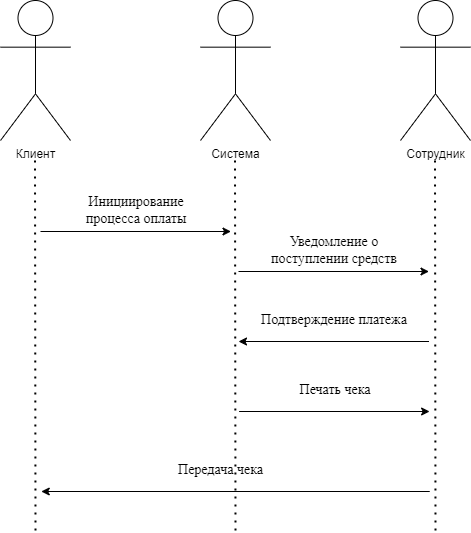 Клиент
Система
Сотрудник
Инициирование
процесса оплаты
Уведомление о
поступлении средств
Подтверждение платежа
Печать чека
Передача чека